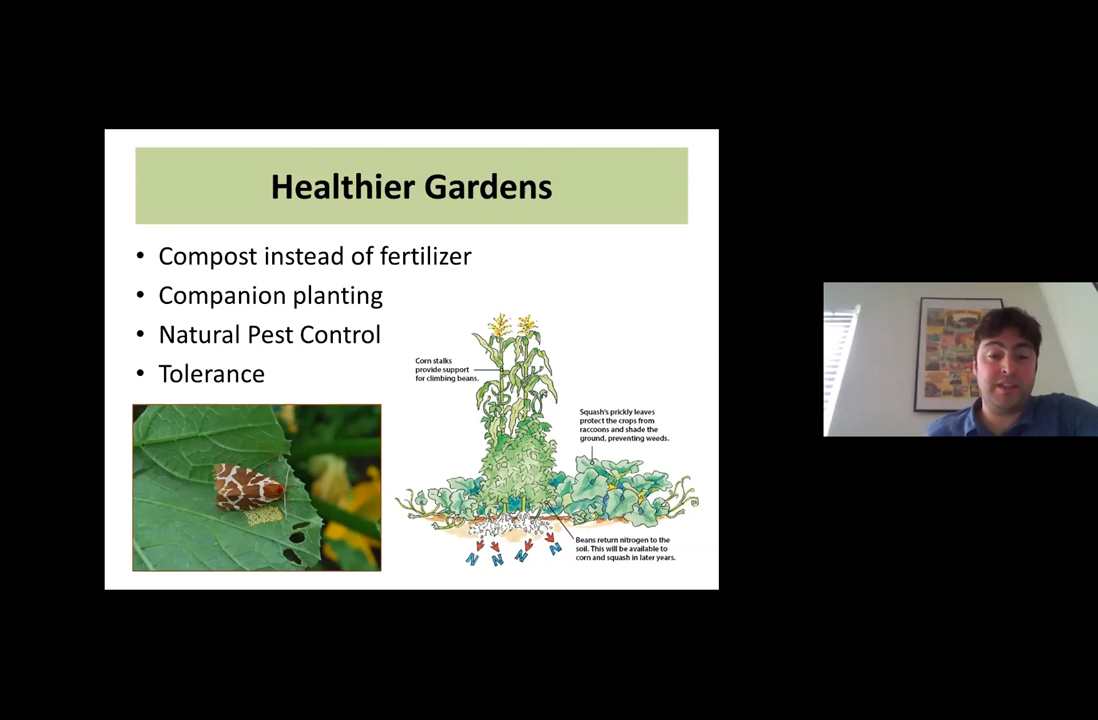 Healthier Gardens
• Compost instead of fertilizer
• Companion planting
• Natural Pest Control
• Tolerance
Corn stalks
provide support
for climbing beans.
Squash's prickly leaves
protect the crops from
raccoons and shade the
ground, preventing weeds.
Beans return nitrogen to the
soil. This will be available to
corn and squash in later years.
N N N N